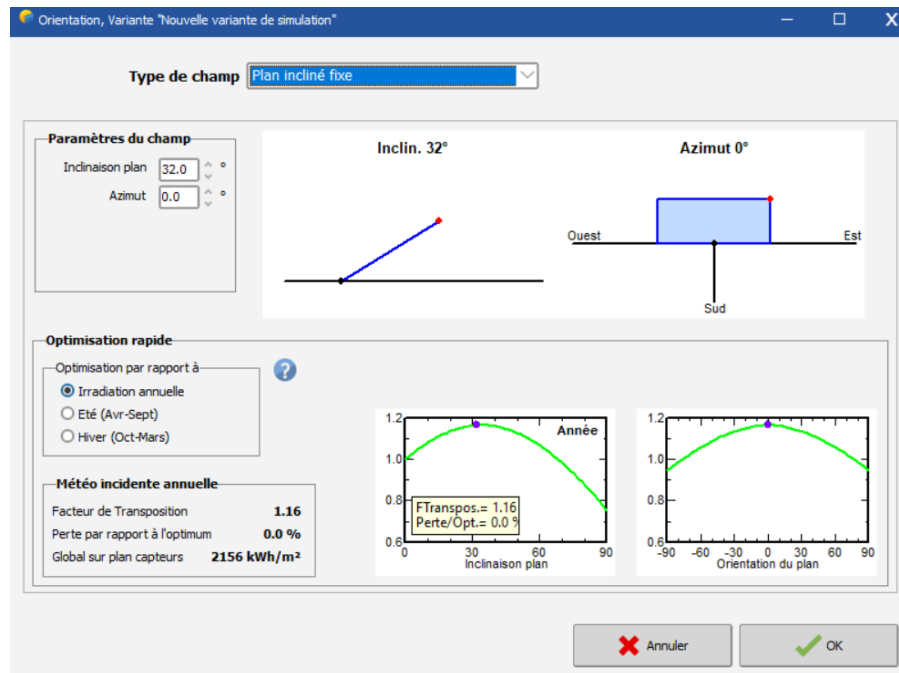 Orientation, Variante "Nouvelle variante de simulation"
Type de champ Plan incliné fixe
Paramètres du champ
Inclinaison plan 32.0 °
Azimut 0.0 °
Inclin. 32°
Azimut 0°
Ouest
Est
Sud
Optimisation rapide
Optimisation par rapport à
Irradiation annuelle
Eté (Avr-Sept)
Hiver (Oct-Mars)
Météo incidente annuelle
Facteur de Transposition 1.16
Perte par rapport à l'optimum 0.0 %
Global sur plan capteurs 2156 kWh/m²
1.2
1.0
0.8
0.6
Année
FTranspos.= 1.16
Perte/Opt.= 0.0 %
0 30 60 90
Inclinaison plan
1.2
1.0
0.8
0.6
-90 -60 -30 0 30 60 90
Orientation du plan
Annuler
OK